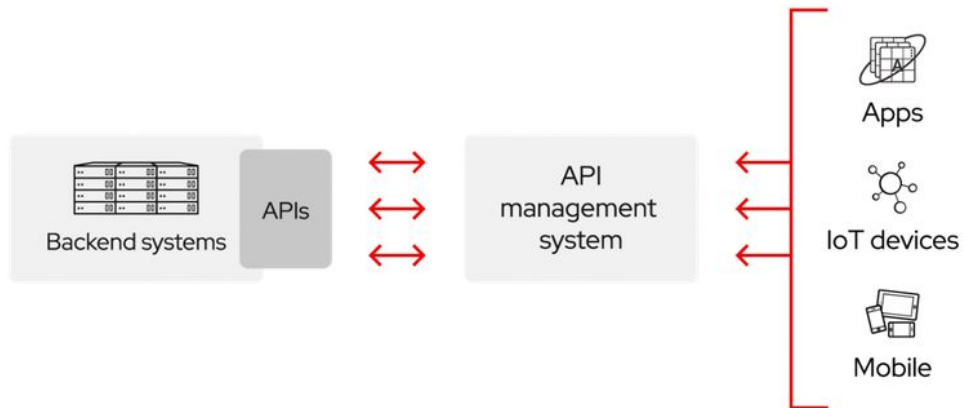 Backend systems
APIs
API
management
system
A
Apps
IoT devices
Mobile